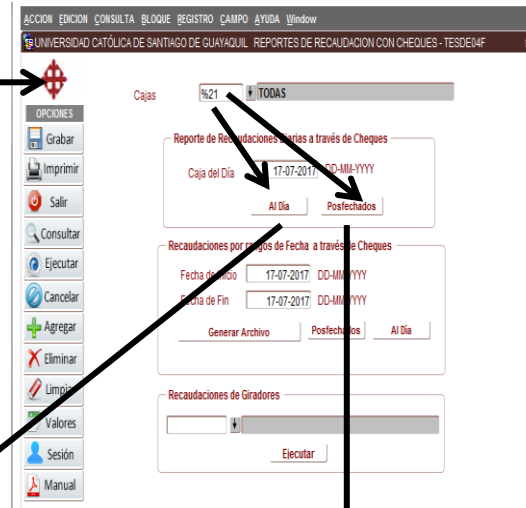 ACCION EDICION CONSULTA BLOQUE REGISTRO CAMPO AYUDA Window
UNIVERSIDAD CATÓLICA DE SANTIAGO DE GUAYAQUIL REPORTES DE RECAUDACION CON CHEQUES - TESDE04F
Cajas %21 TODAS
OPCIONES
Grabar
Imprimir
Salir
Consultar
Ejecutar
Cancelar
Agregar
Eliminar
Limpiar
Valores
Sesión
Manual
Reporte de Recaudaciones Diarias a través de Cheques
Caja del Día 17-07-2017 DD-MM-YYYY
Al Dia Posfechados
Recaudaciones por rangos de Fecha a través de Cheques
Fecha de Inicio 17-07-2017 DD-MM-YYYY
Fecha de Fin 17-07-2017 DD-MM-YYYY
Generar Archivo Posfechados Al Dia
Recaudaciones de Giradores
Ejecutar